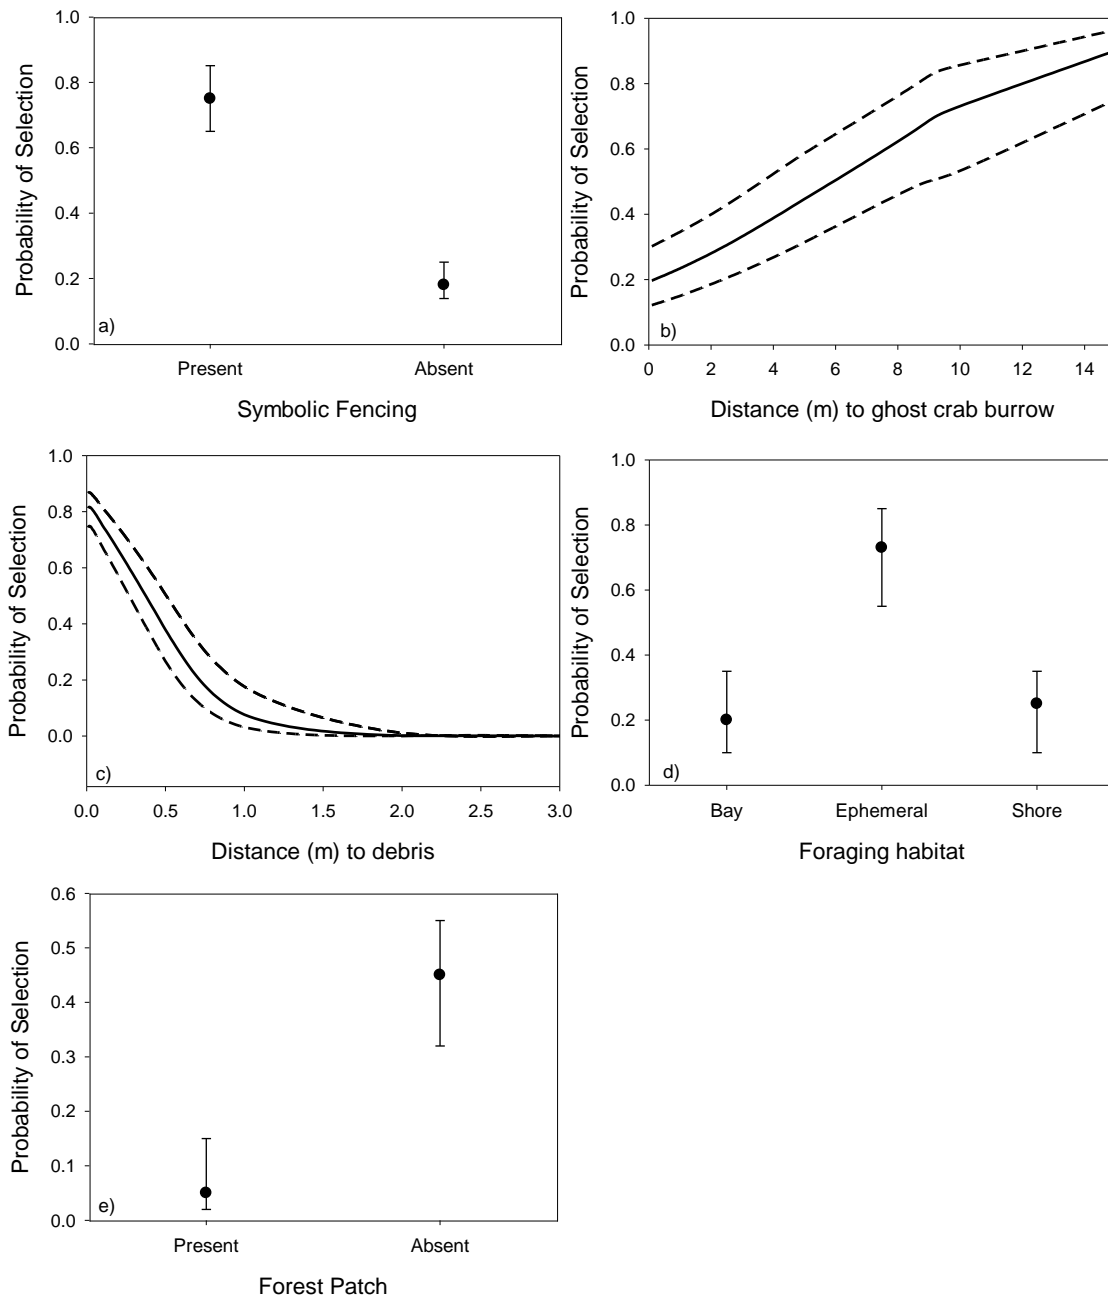 1.0
0.8
0.6
0.4
0.2
0.0
Probability of Selection
a)
Present Absent
Symbolic Fencing
1.0
0.8
0.6
0.4
0.2
0.0
Probability of Selection
b)
0 2 4 6 8 10 12 14
Distance (m) to ghost crab burrow
1.0
0.8
0.6
0.4
0.2
0.0
Probability of Selection
c)
0.0 0.5 1.0 1.5 2.0 2.5 3.0
Distance (m) to debris
1.0
0.8
0.6
0.4
0.2
0.0
Probability of Selection
d)
Bay Ephemeral Shore
Foraging habitat
0.6
0.5
0.4
0.3
0.2
0.1
0.0
Probability of Selection
e)
Present Absent
Forest Patch